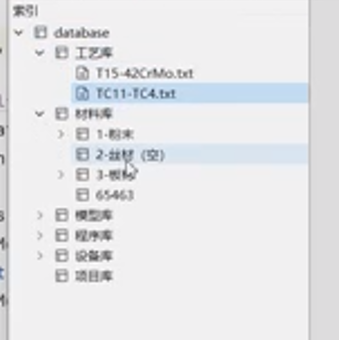 索引
database
工艺库
T15-42CrMo.txt
TC11-TC4.txt
材料库
1-粉末
2-丝材（空）
3-板材
65463
模型库
程序库
设备库
项目库